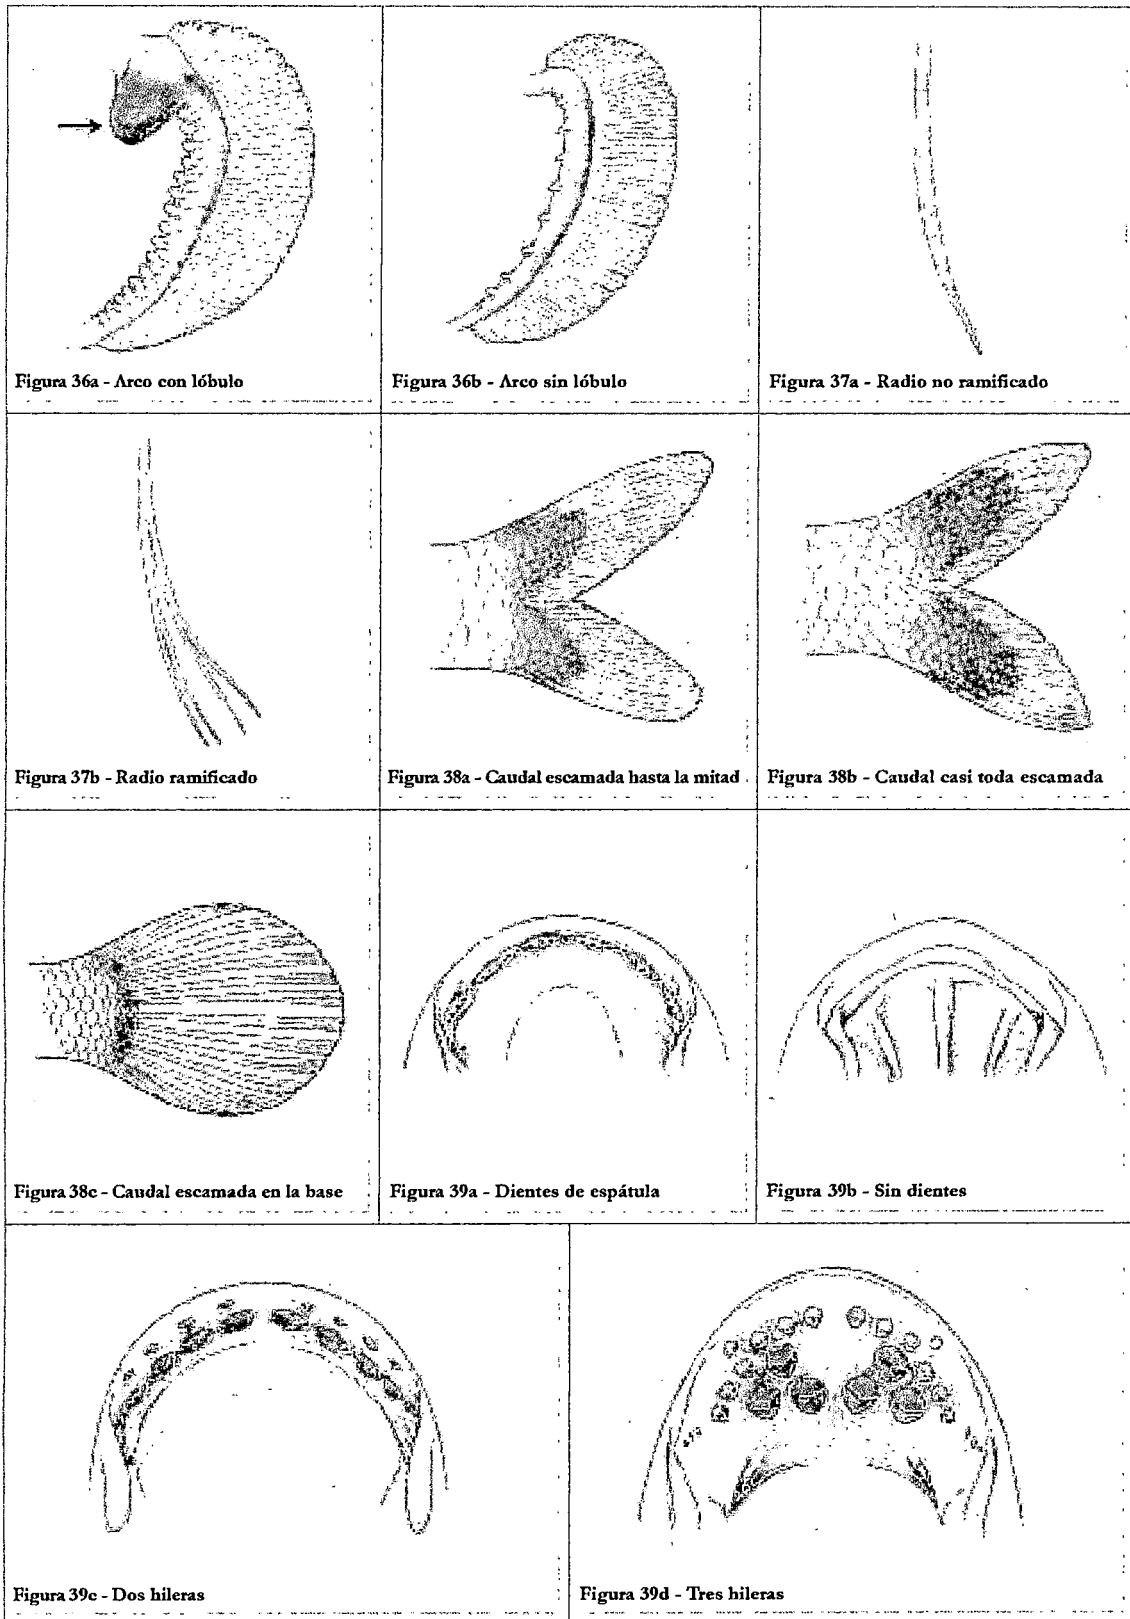 Figura 36a - Arco con lóbulo
Figura 36b - Arco sin lóbulo
Figura 37a - Radio no ramificado
Figura 37b - Radio ramificado
Figura 38a - Caudal escamada hasta la mitad
Figura 38b - Caudal casi toda escamada
Figura 38c - Caudal escamada en la base
Figura 39a - Dientes de espátula
Figura 39b - Sin dientes
Figura 39c - Dos hileras
Figura 39d - Tres hileras